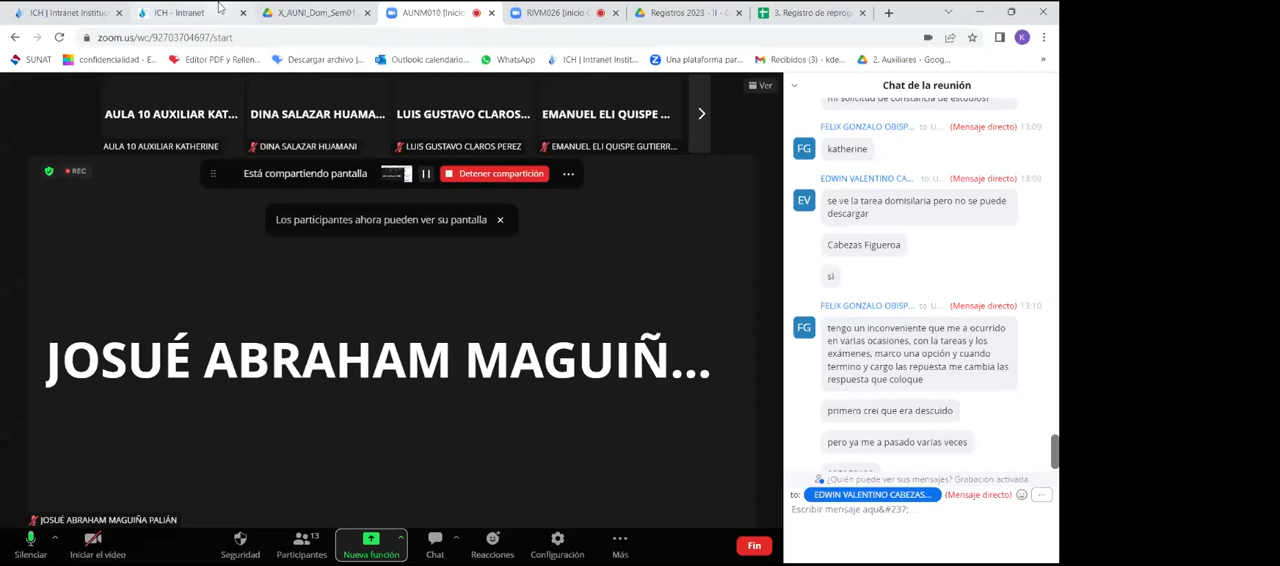 ICH | Intranet Instituc
ICH - Intranet
X_AUNI_Dom_Sem01
AUNM010 [Inicio
RIVM026 [Inicio
Registros 2023 - II -
3. Registro de reprog
zoom.us/wc/92703704697/start
K
SUNAT
confidencialidad - E...
Editor PDF y Rellen...
Descargar archivo |...
Outlook: calendario...
WhatsApp
ICH | Intranet Instit...
Una plataforma par...
Recibidos (3) - kde...
2. Auxiliares - Goog...
»
Ver
Chat de la reunión
AULA 10 AUXILIAR KAT...
DINA SALAZAR HUAMA...
LUIS GUSTAVO CLAROS...
EMANUEL ELI QUISPE ...
AULA 10 AUXILIAR KATHERINE
DINA SALAZAR HUAMANI
LUIS GUSTAVO CLAROS PEREZ
EMANUEL ELI QUISPE GUTIERR...
REC
Está compartiendo pantalla
Detener compartición
Los participantes ahora pueden ver su pantalla
JOSUÉ ABRAHAM MAGUIÑ...
JOSUÉ ABRAHAM MAGUIÑA PALIÁN
mi solicitud de constancia de estudios?
FELIX GONZALO OBISP... to U... (Mensaje directo) 13:09
FG
katherine
EDWIN VALENTINO CA... to U... (Mensaje directo) 13:09
EV
se ve la tarea domisilaria pero no se puede
descargar
Cabezas Figueroa
si
FELIX GONZALO OBISP... to U... (Mensaje directo) 13:10
FG
tengo un inconveniente que me a ocurrido
en varias ocasiones, con la tareas y los
exámenes, marco una opción y cuando
termino y cargo las repuesta me cambia las
respuesta que coloque
primero crei que era descuido
pero ya me a pasado varias veces
¿Quién puede ver sus mensajes? Grabación activada
to: EDWIN VALENTINO CABEZAS... (Mensaje directo)
Escribir mensaje aqu&#237;...
Silenciar
Iniciar el vídeo
Seguridad
13
Participantes
Nueva función
Chat
Reacciones
Configuración
Más
Fin